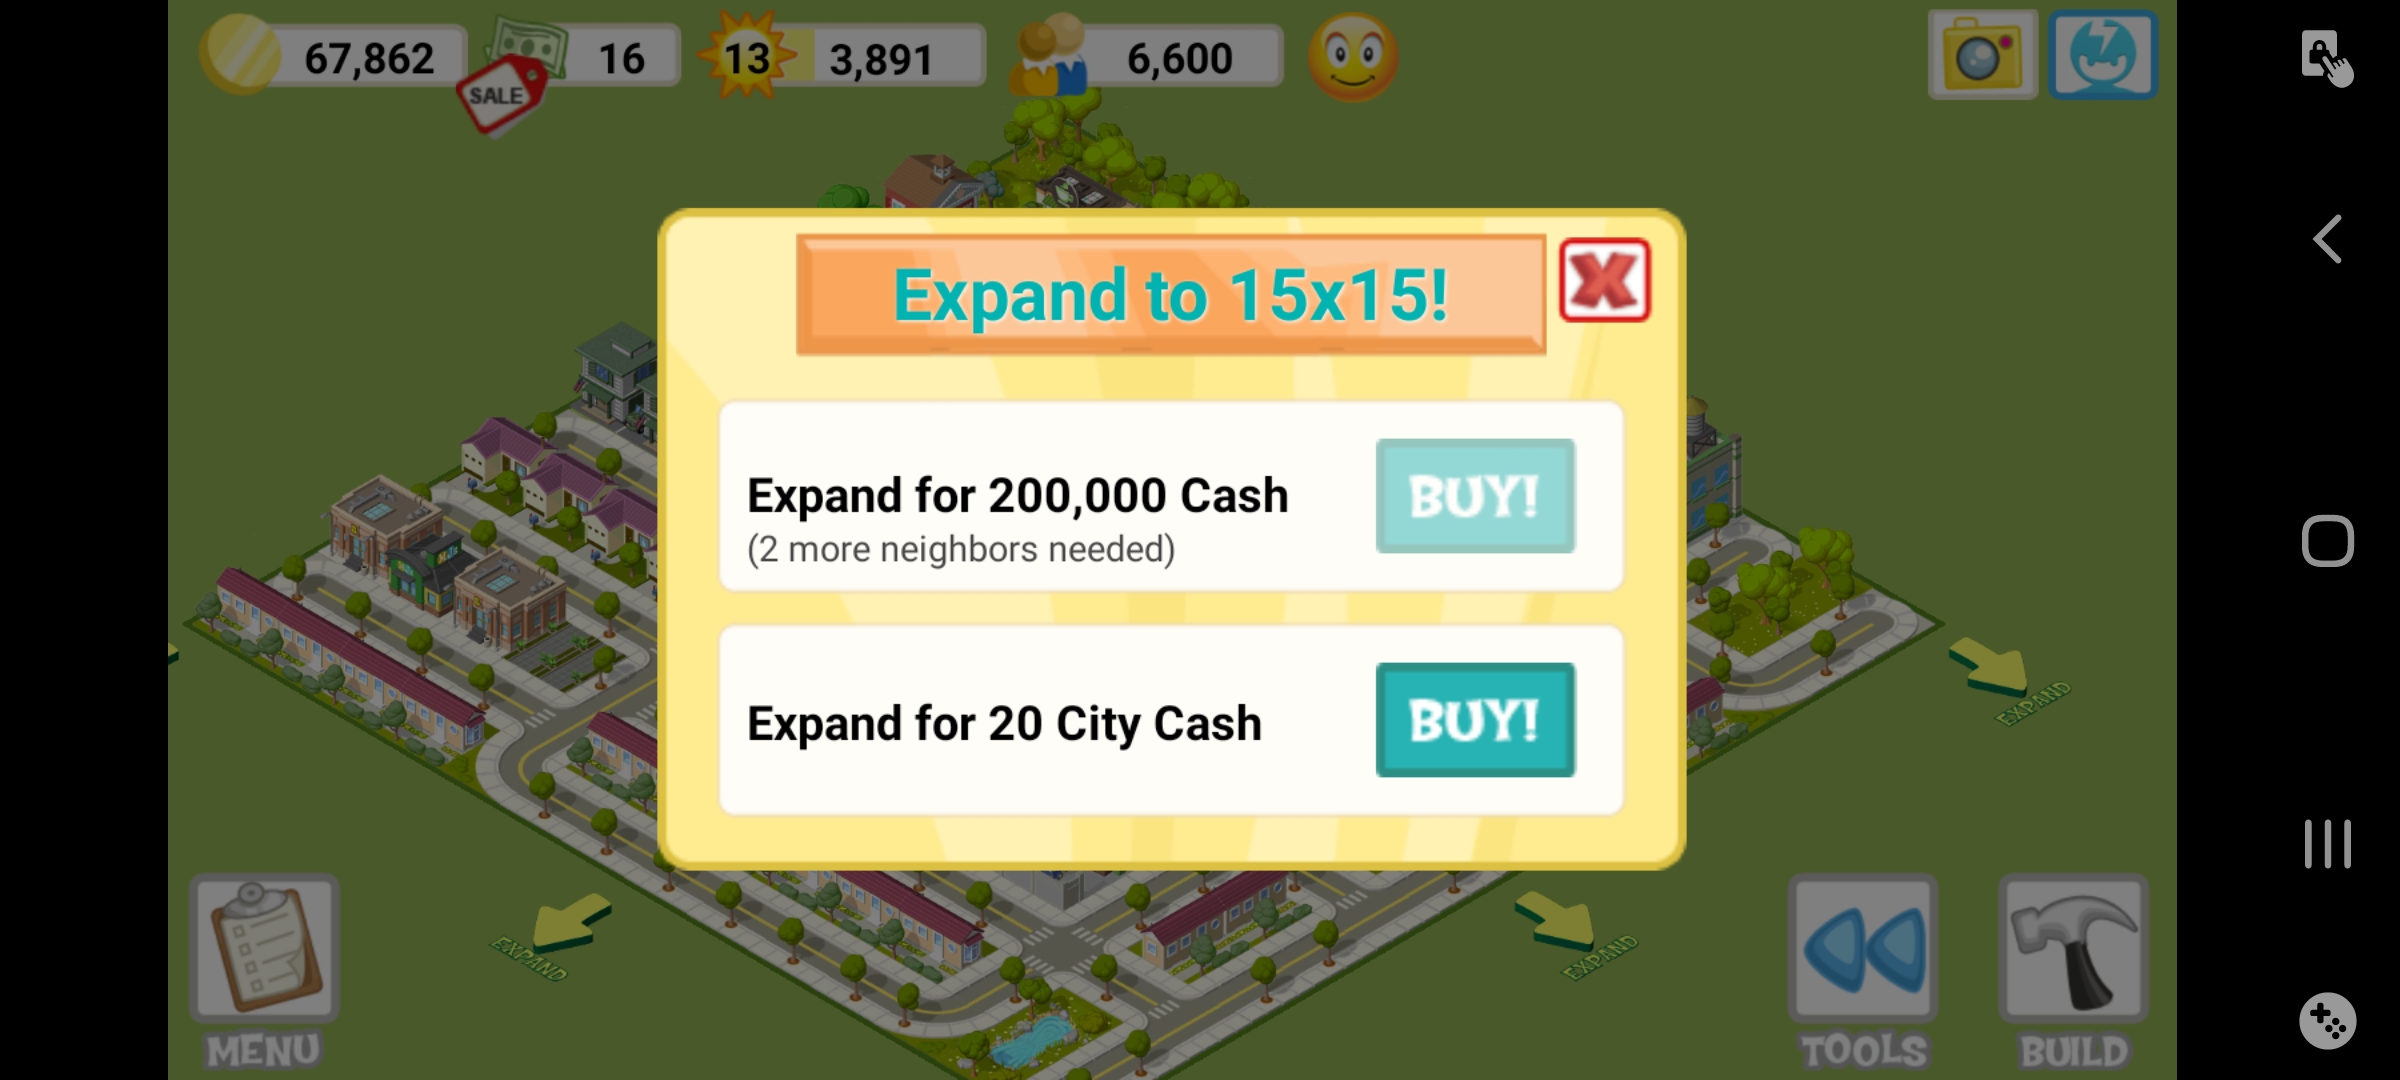 67,862
16
13
3,891
6,600
SALE
Expand to 15x15!
Expand for 200,000 Cash
BUY!
(2 more neighbors needed)
Expand for 20 City Cash
BUY!
EXPAND
EXPAND
EXPAND
MENU
TOOLS
BUILD